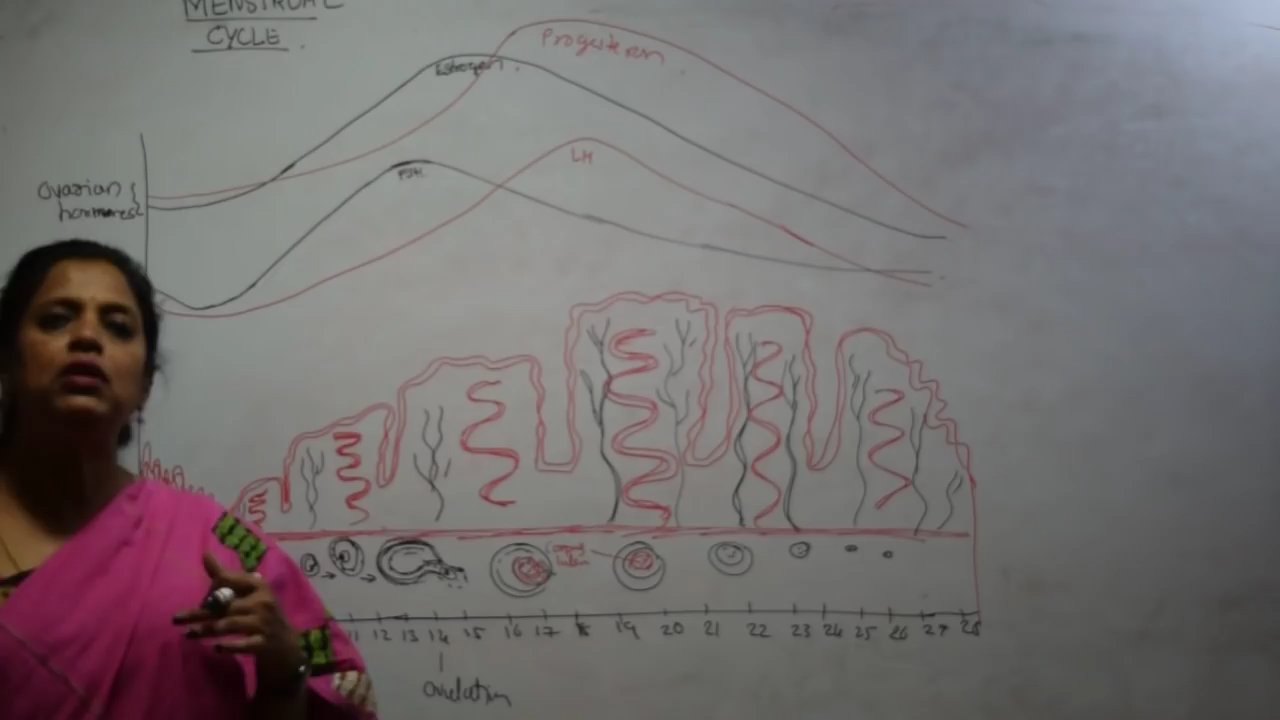 MENSTRUAL
CYCLE.
Progesteron
Estrogen.
LH
FSH
Ovarian
hormones
11 12 13 14 15 16 17 18 19 20 21 22 23 24 25 26 27 28
Ovulation